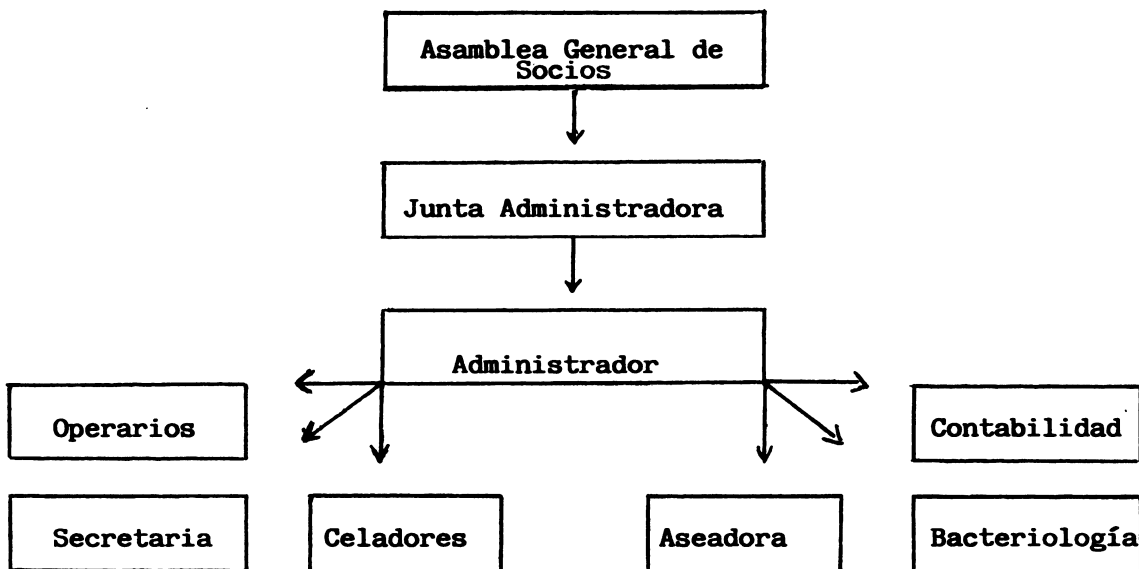 Asamblea General de
Socios
Junta Administradora
Administrador
Operarios
Contabilidad
Secretaria
Celadores
Aseadora
Bacteriología